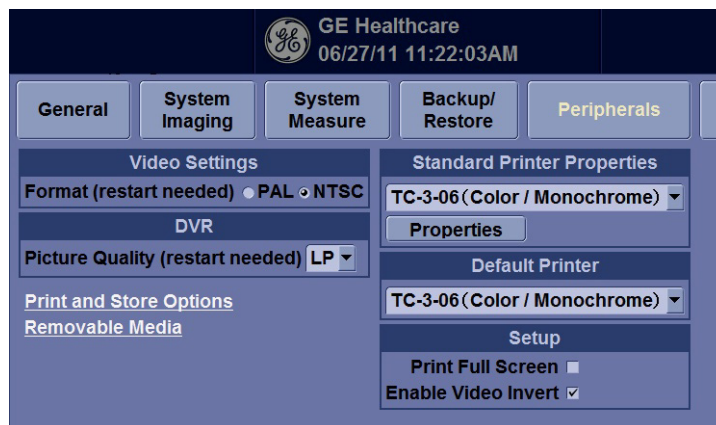 GE Healthcare
06/27/11 11:22:03AM
General
System
Imaging
System
Measure
Backup/
Restore
Peripherals
Video Settings
Format (restart needed) PAL NTSC
DVR
Picture Quality (restart needed) LP
Print and Store Options
Removable Media
Standard Printer Properties
TC-3-06(Color / Monochrome)
Properties
Default Printer
TC-3-06(Color / Monochrome)
Setup
Print Full Screen
Enable Video Invert